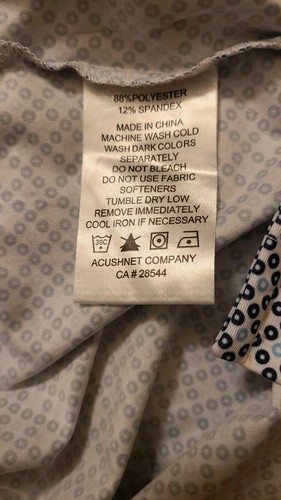 88%POLYESTER
12% SPANDEX
MADE IN CHINA
MACHINE WASH COLD
WASH DARK COLORS
SEPARATELY
DO NOT BLEACH
DO NOT USE FABRIC
SOFTENERS
TUMBLE DRY LOW
REMOVE IMMEDIATELY
COOL IRON IF NECESSARY
30C
ACUSHNET COMPANY
CA # 28544